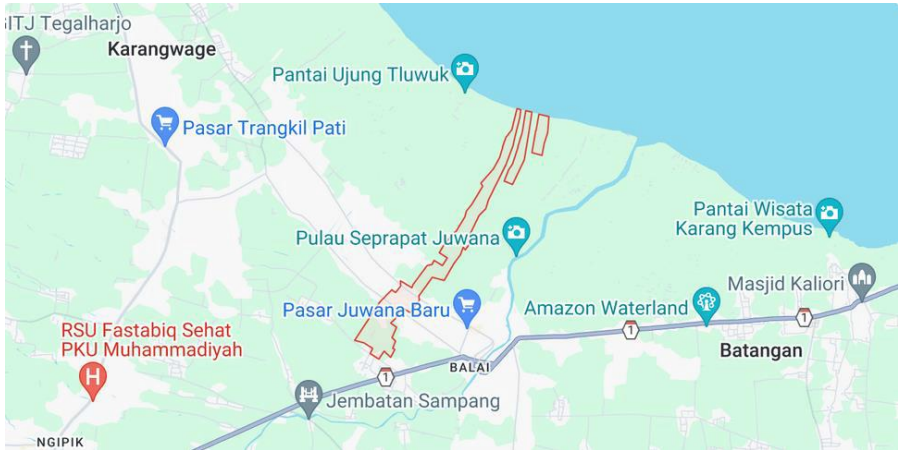 GITJ Tegalharjo
Karangwage
Pantai Ujung Tluwuk
Pasar Trangkil Pati
Pantai Wisata
Karang Kempus
Pulau Seprapat Juwana
Masjid Kaliori
Pasar Juwana Baru
Amazon Waterland
1
1
RSU Fastabiq Sehat
PKU Muhammadiyah
Batangan
BALAI
1
Jembatan Sampang
NGIPIK